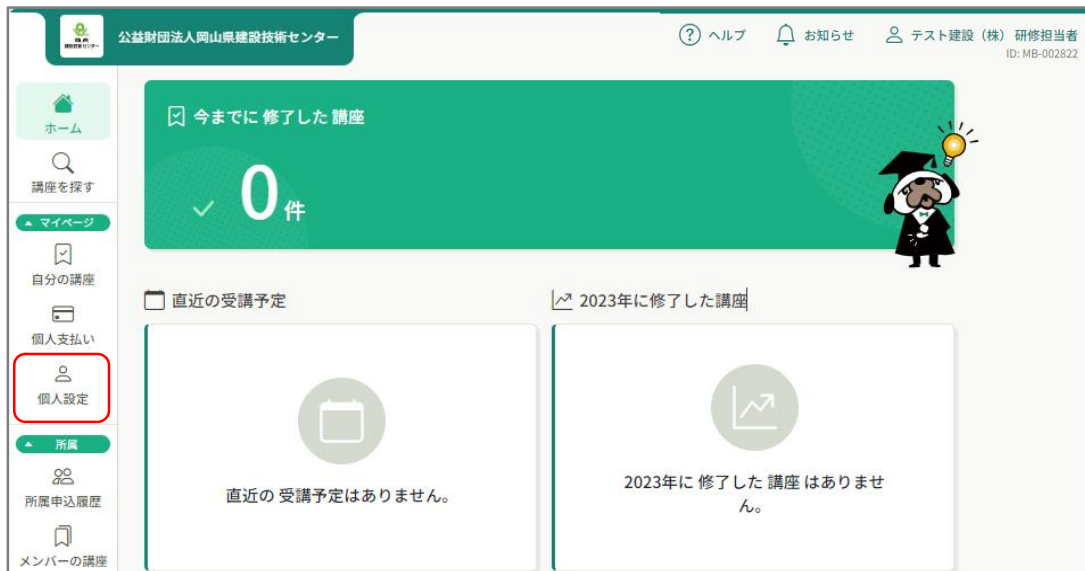 公益財団法人岡山県建設技術センター
ヘルプ
お知らせ
テスト建設（株） 研修担当者
ID: MB-002822
ホーム
講座を探す
マイページ
自分の講座
個人支払い
個人設定
所属
所属申込履歴
メンバーの講座
今までに 修了した 講座
0 件
直近の受講予定
直近の 受講予定はありません。
2023年に修了した講座
2023年に 修了した 講座 はありませ
ん。